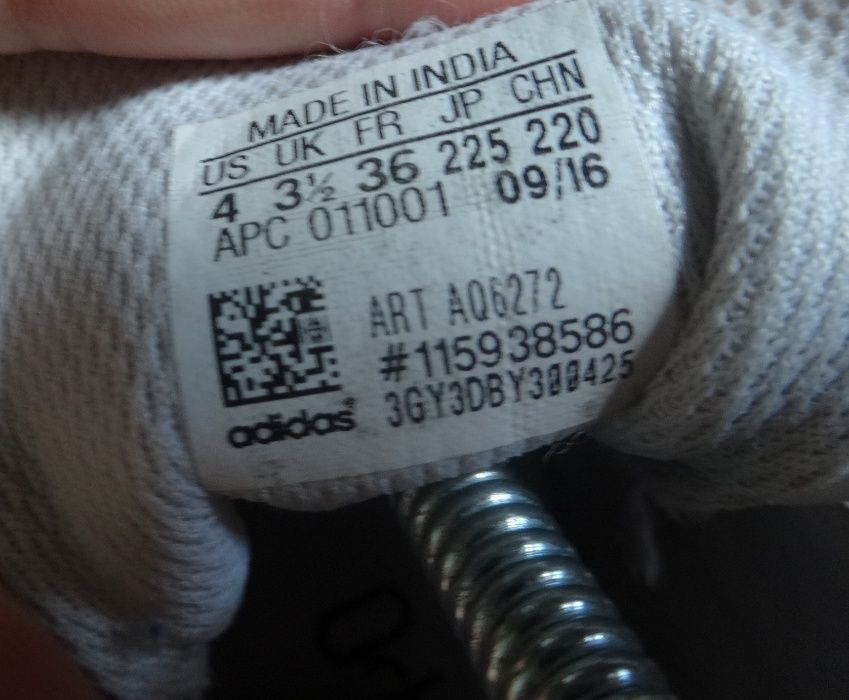 MADE IN INDIA
US UK FR JP CHN
4 3½ 36 225 220
APC 011001 09/16
ART AQ6272
#115938586
3GY3DBY300425
adidas®